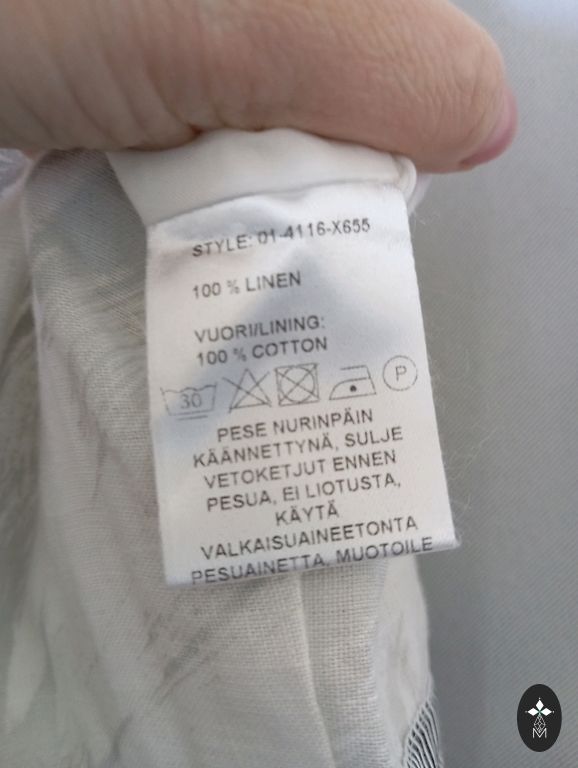 STYLE: 01-4116-X655
100 % LINEN
VUORI/LINING:
100 % COTTON
30 P
PESE NURINPÄIN
KÄÄNNETTYNÄ, SULJE
VETOKETJUT ENNEN
PESUA, EI LIOTUSTA,
KÄYTÄ
VALKAISUAINEETONTA
PESUAINETTA, MUOTOILE
M